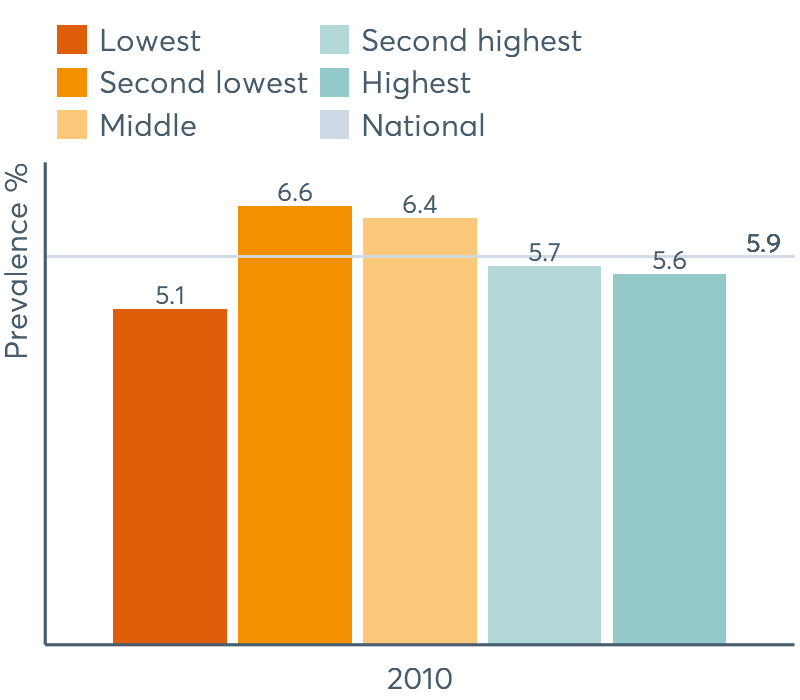 Lowest
Second lowest
Middle
Second highest
Highest
National
Prevalence %
5.1
6.6
6.4
5.7
5.6
5.9
2010